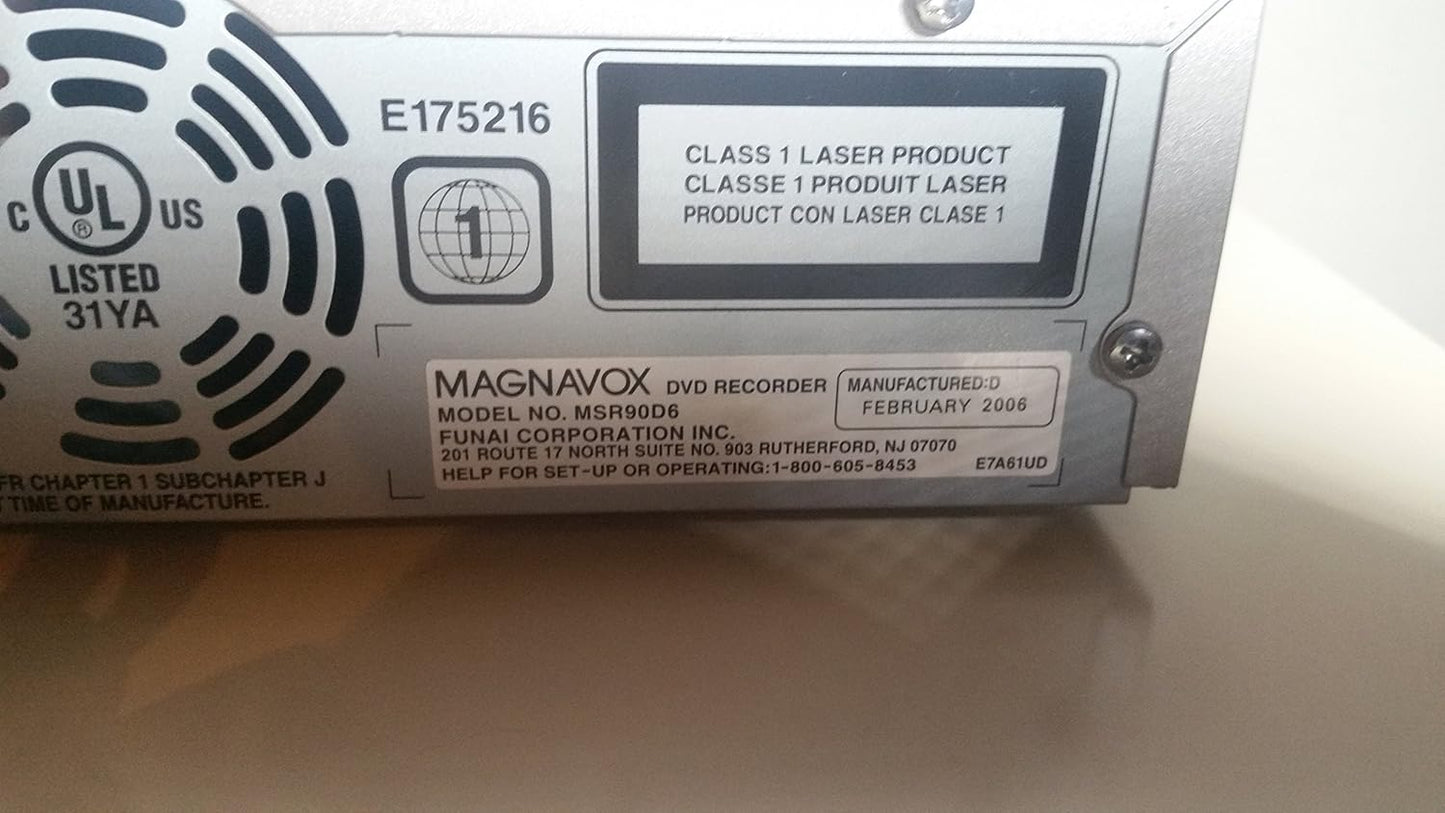 E175216
C UL ® US
LISTED
31YA
1
CLASS 1 LASER PRODUCT
CLASSE 1 PRODUIT LASER
PRODUCT CON LASER CLASE 1
MAGNAVOX DVD RECORDER
MODEL NO. MSR90D6
FUNAI CORPORATION INC.
201 ROUTE 17 NORTH SUITE NO. 903 RUTHERFORD, NJ 07070
HELP FOR SET-UP OR OPERATING:1-800-605-8453
E7A61UD
MANUFACTURED:D
FEBRUARY 2006
FR CHAPTER 1 SUBCHAPTER J
TIME OF MANUFACTURE.